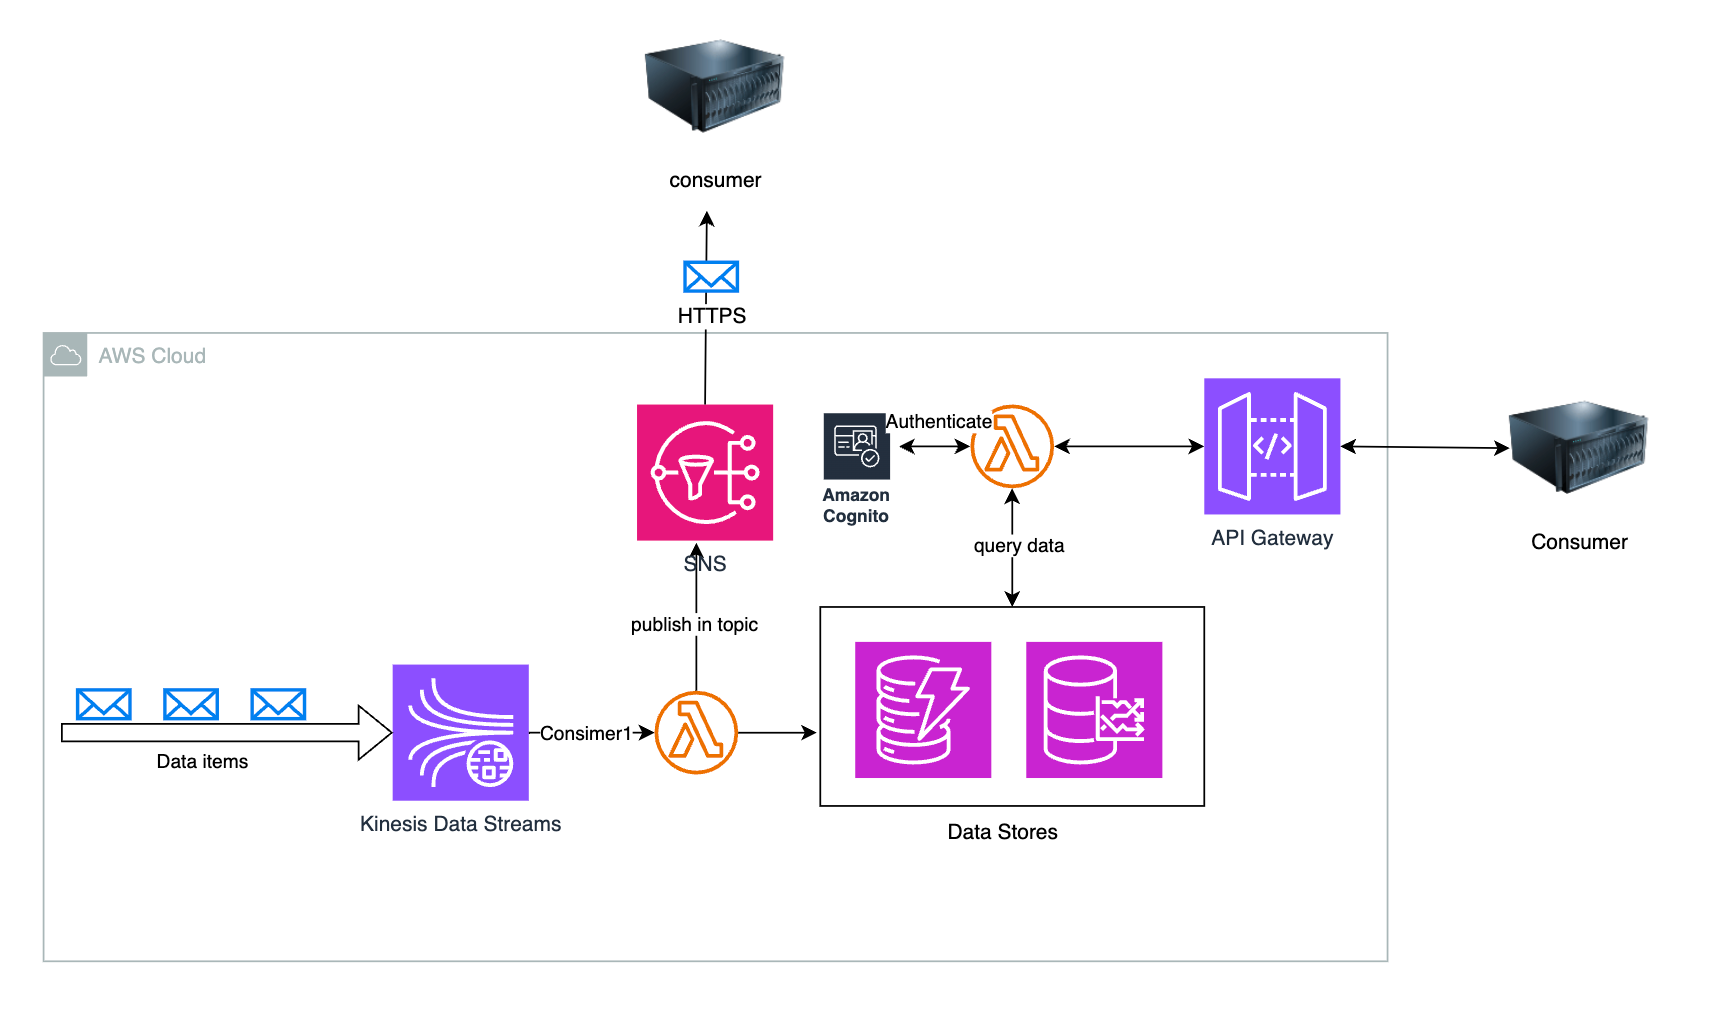 consumer
HTTPS
AWS Cloud
Authenticate
Amazon
Cognito
SNS
query data
API Gateway
Consumer
publish in topic
Data items
Consimer1
Kinesis Data Streams
Data Stores